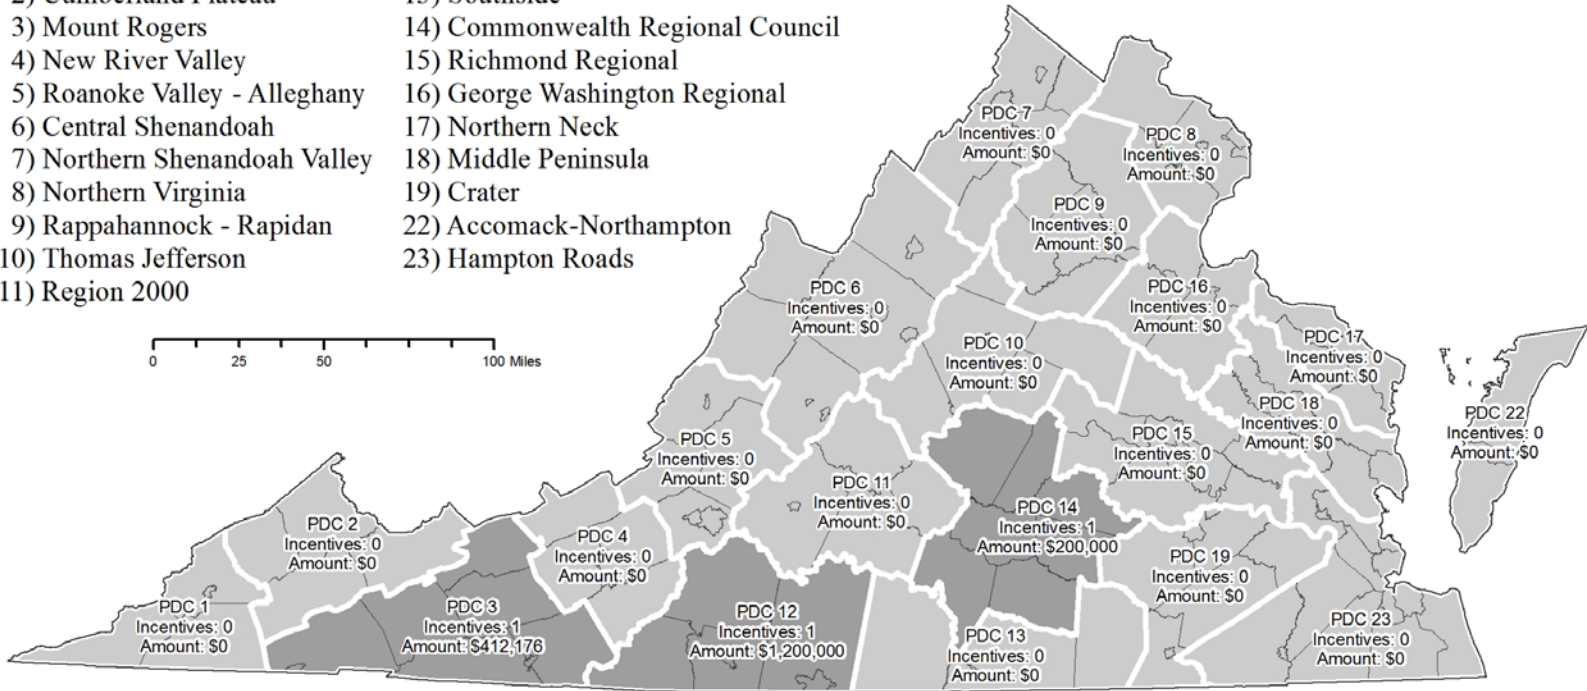 2) Cumberland Plateau
3) Mount Rogers
4) New River Valley
5) Roanoke Valley - Alleghany
6) Central Shenandoah
7) Northern Shenandoah Valley
8) Northern Virginia
9) Rappahannock - Rapidan
10) Thomas Jefferson
11) Region 2000
13) Southside
14) Commonwealth Regional Council
15) Richmond Regional
16) George Washington Regional
17) Northern Neck
18) Middle Peninsula
19) Crater
22) Accomack-Northampton
23) Hampton Roads
0 25 50 100 Miles
PDC 7
Incentives: 0
Amount: $0
PDC 8
Incentives: 0
Amount: $0
PDC 9
Incentives: 0
Amount: $0
PDC 6
Incentives: 0
Amount: $0
PDC 16
Incentives: 0
Amount: $0
PDC 10
Incentives: 0
Amount: $0
PDC 17
Incentives: 0
Amount: $0
PDC 18
Incentives: 0
Amount: $0
PDC 22
Incentives: 0
Amount: $0
PDC 5
Incentives: 0
Amount: $0
PDC 15
Incentives: 0
Amount: $0
PDC 11
Incentives: 0
Amount: $0
PDC 14
Incentives: 1
Amount: $200,000
PDC 2
Incentives: 0
Amount: $0
PDC 4
Incentives: 0
Amount: $0
PDC 19
Incentives: 0
Amount: $0
PDC 1
Incentives: 0
Amount: $0
PDC 3
Incentives: 1
Amount: $412,176
PDC 12
Incentives: 1
Amount: $1,200,000
PDC 13
Incentives: 0
Amount: $0
PDC 23
Incentives: 0
Amount: $0